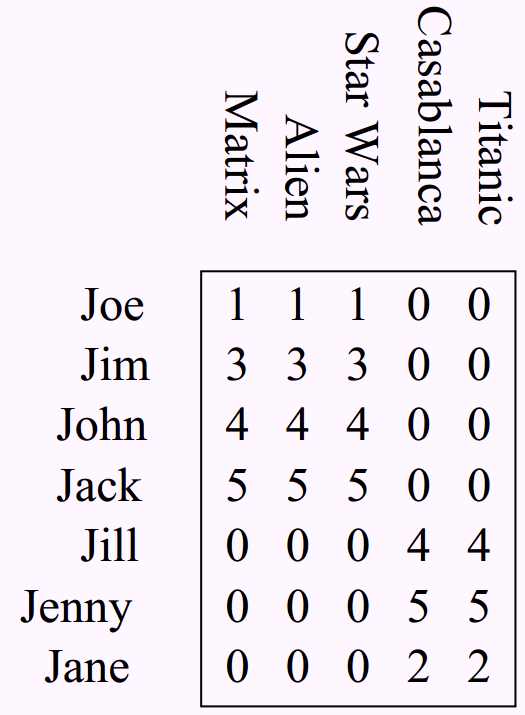 Matrix Alien Star Wars Casablanca Titanic
Joe 1 1 1 0 0
Jim 3 3 3 0 0
John 4 4 4 0 0
Jack 5 5 5 0 0
Jill 0 0 0 4 4
Jenny 0 0 0 5 5
Jane 0 0 0 2 2